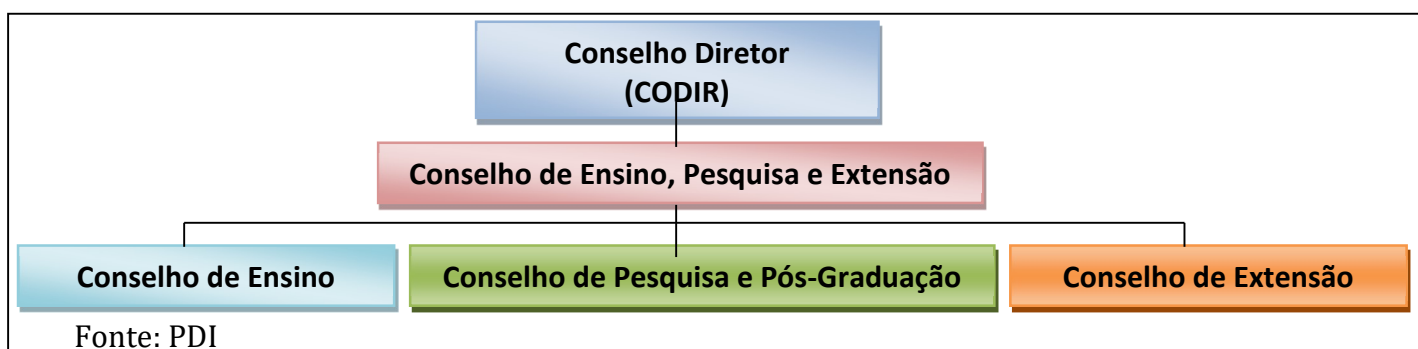 Conselho Diretor
(CODIR)
Conselho de Ensino, Pesquisa e Extensão
Conselho de Ensino
Conselho de Pesquisa e Pós-Graduação
Conselho de Extensão
Fonte: PDI